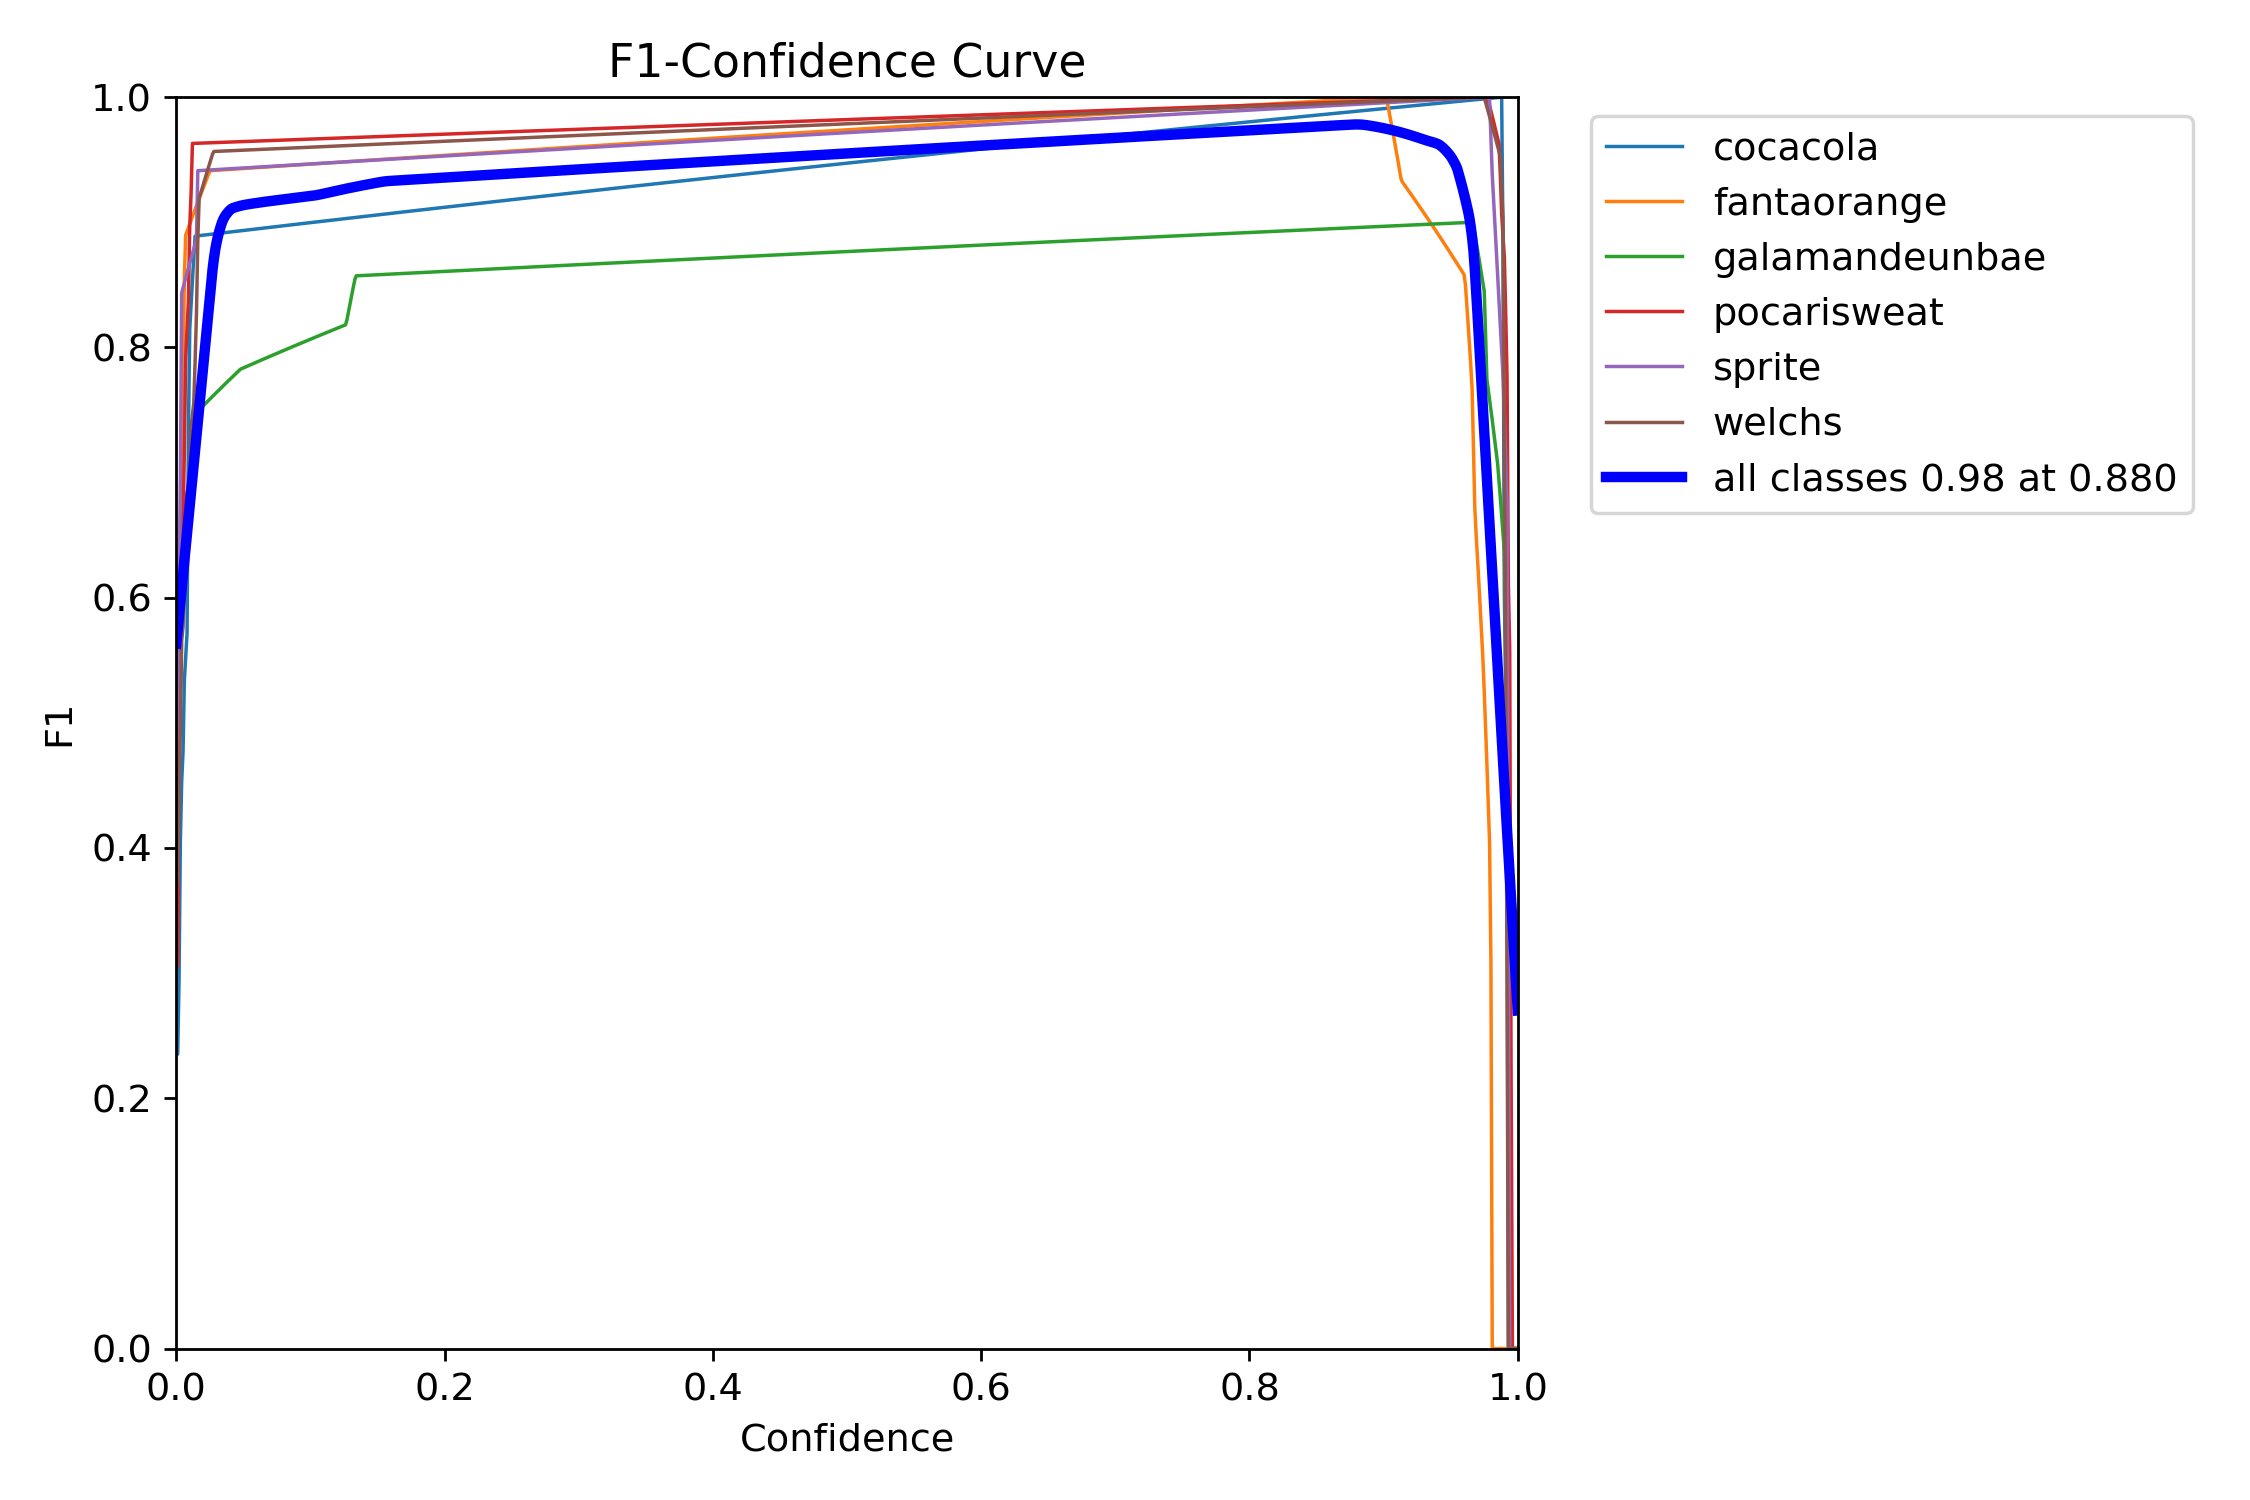 F1-Confidence Curve
1.0
0.8
0.6
0.4
0.2
0.0
F1
0.0 0.2 0.4 0.6 0.8 1.0
Confidence
cocacola
fantaorange
galamandeunbae
pocarisweat
sprite
welchs
all classes 0.98 at 0.880